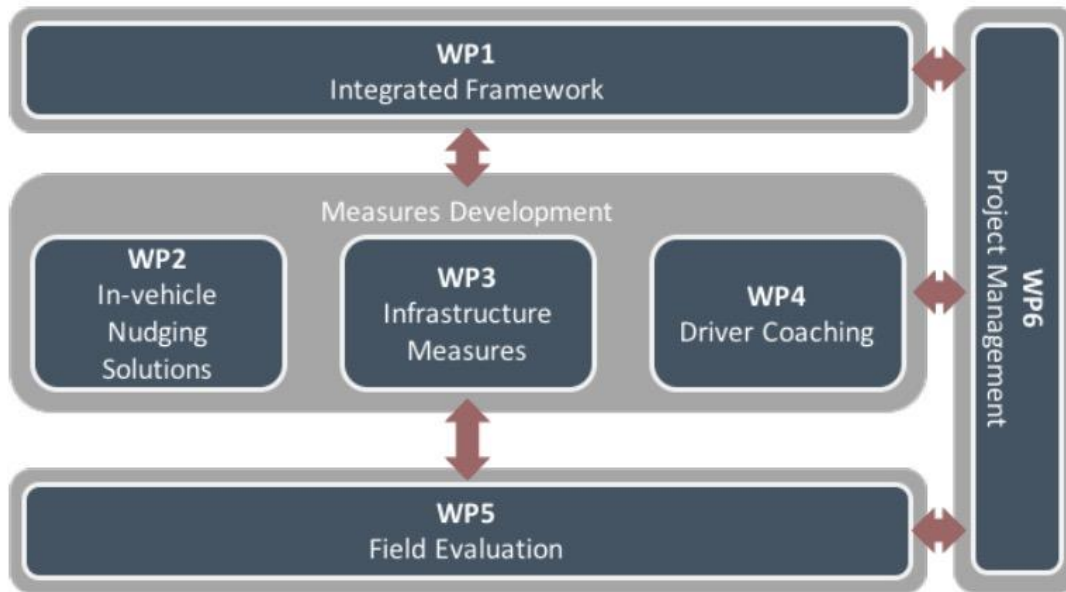 WP1
Integrated Framework
Measures Development
WP2
In-vehicle
Nudging
Solutions
WP3
Infrastructure
Measures
WP4
Driver Coaching
WP5
Field Evaluation
WP6
Project Management